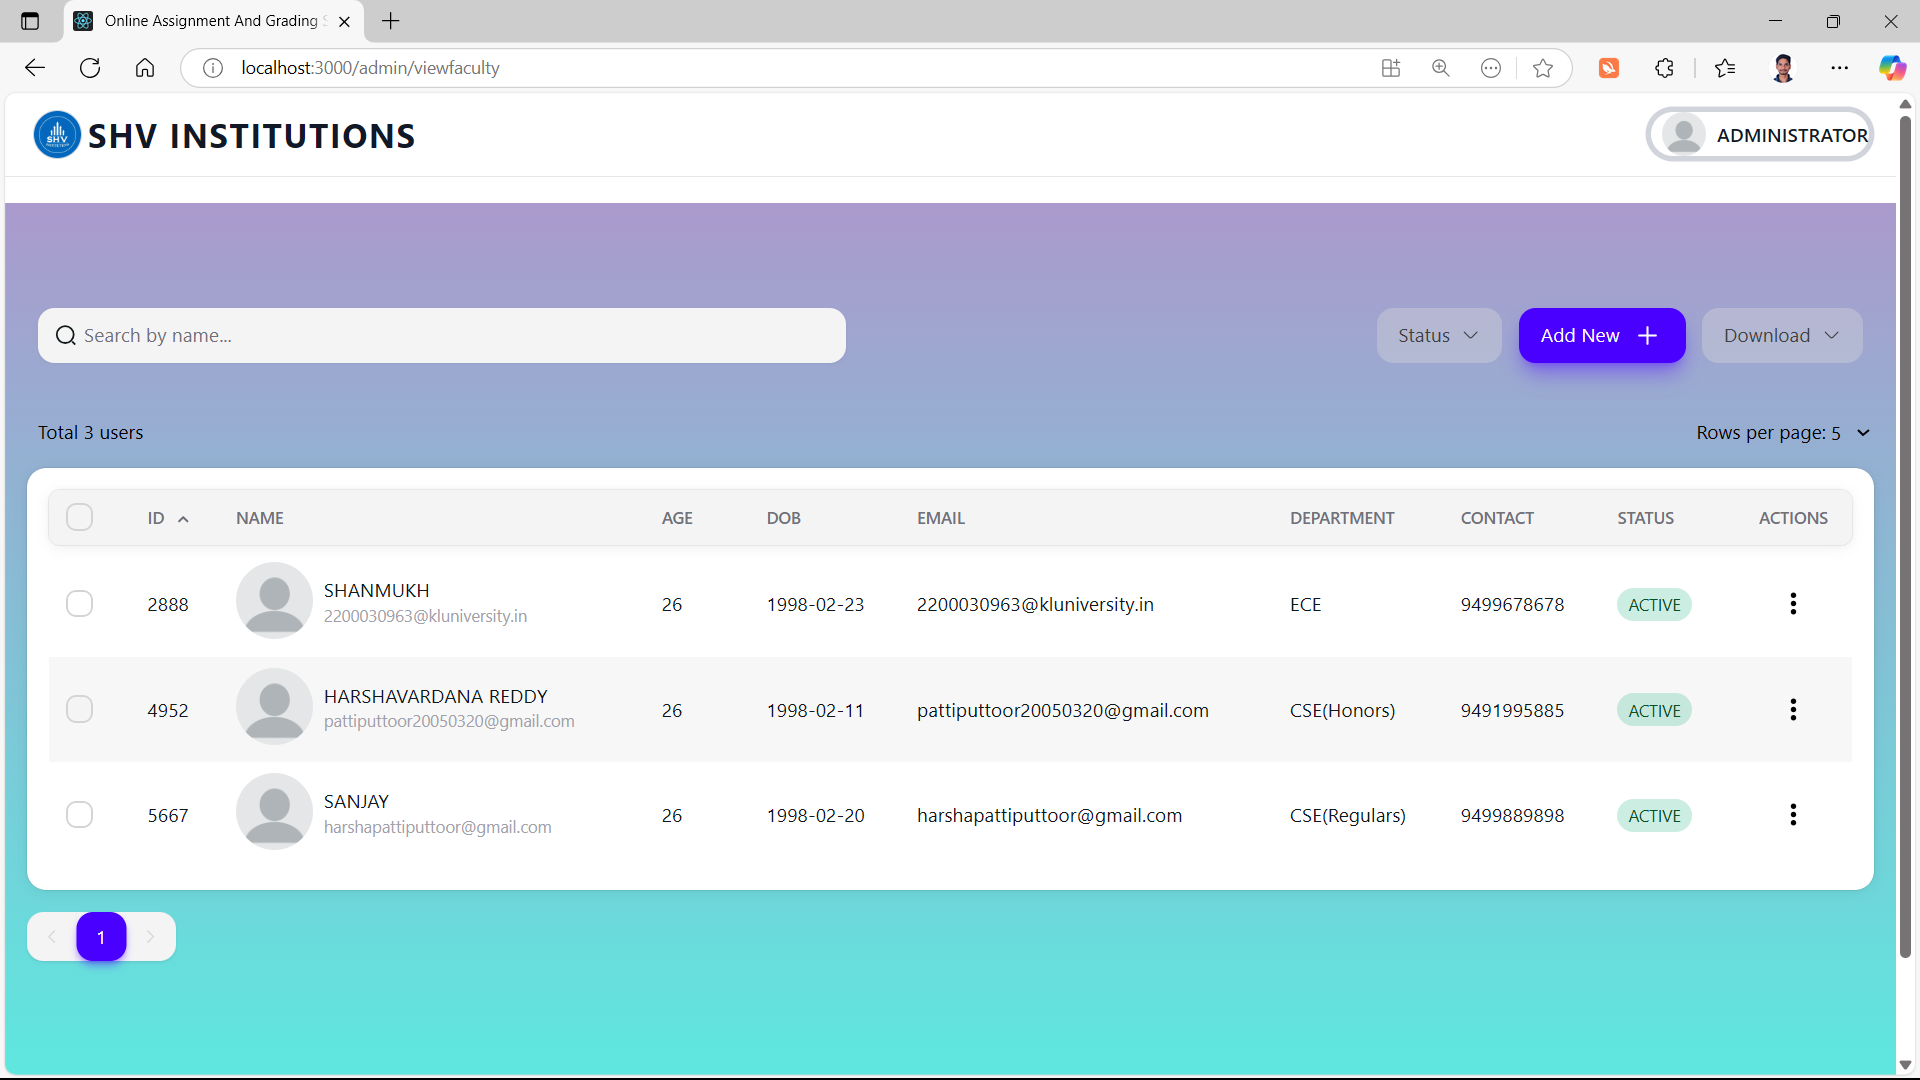 Online Assignment And Grading S
localhost:3000/admin/viewfaculty
SHV
SHV INSTITUTIONS
ADMINISTRATOR
Search by name...
Status
Add New
Download
Total 3 users
Rows per page: 5
ID NAME AGE DOB EMAIL DEPARTMENT CONTACT STATUS ACTIONS
2888 SHANMUKH 2200030963@kluniversity.in 26 1998-02-23 2200030963@kluniversity.in ECE 9499678678 ACTIVE
4952 HARSHAVARDANA REDDY pattiputtoor20050320@gmail.com 26 1998-02-11 pattiputtoor20050320@gmail.com CSE(Honors) 9491995885 ACTIVE
5667 SANJAY harshapattiputtoor@gmail.com 26 1998-02-20 harshapattiputtoor@gmail.com CSE(Regulars) 9499889898 ACTIVE
1